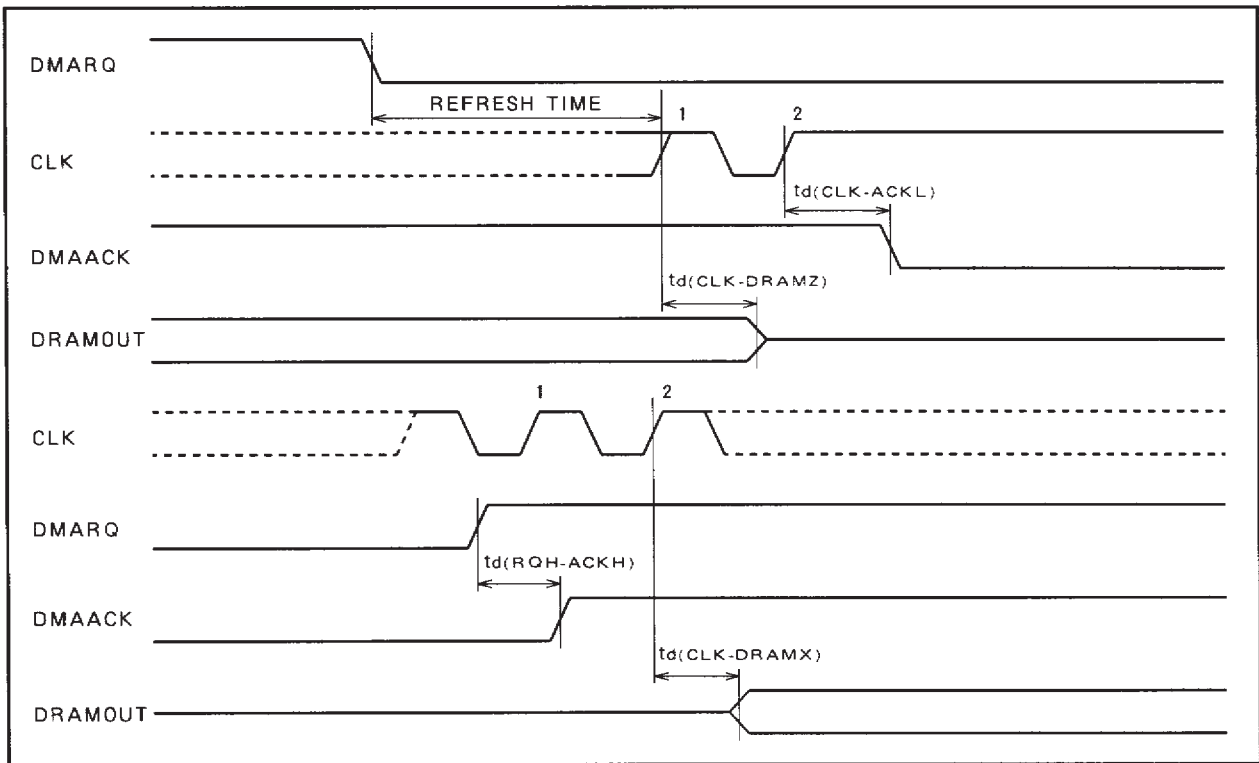 DMARQ
REFRESH TIME
1 2
CLK
td(CLK-ACKL)
DMAACK
td(CLK-DRAMZ)
DRAMOUT
1 2
CLK
DMARQ
td(RQH-ACKH)
DMAACK
td(CLK-DRAMX)
DRAMOUT